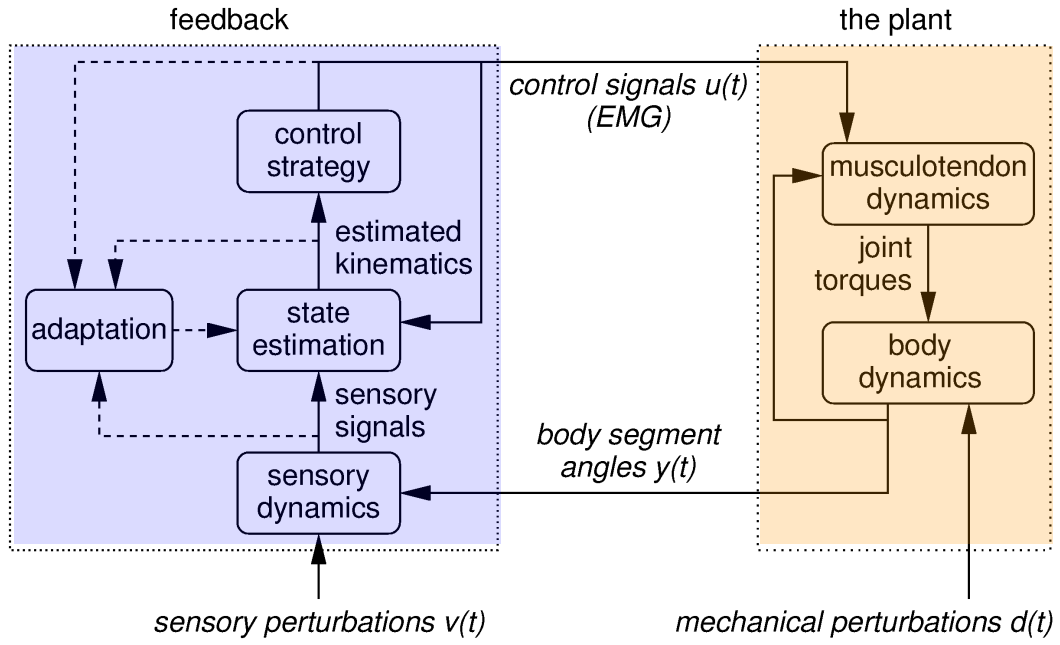 feedback
the plant
control signals u(t)
(EMG)
control
strategy
musculotendon
dynamics
estimated
kinematics
joint
torques
adaptation
state
estimation
body
dynamics
sensory
signals
body segment
angles y(t)
sensory
dynamics
sensory perturbations v(t)
mechanical perturbations d(t)